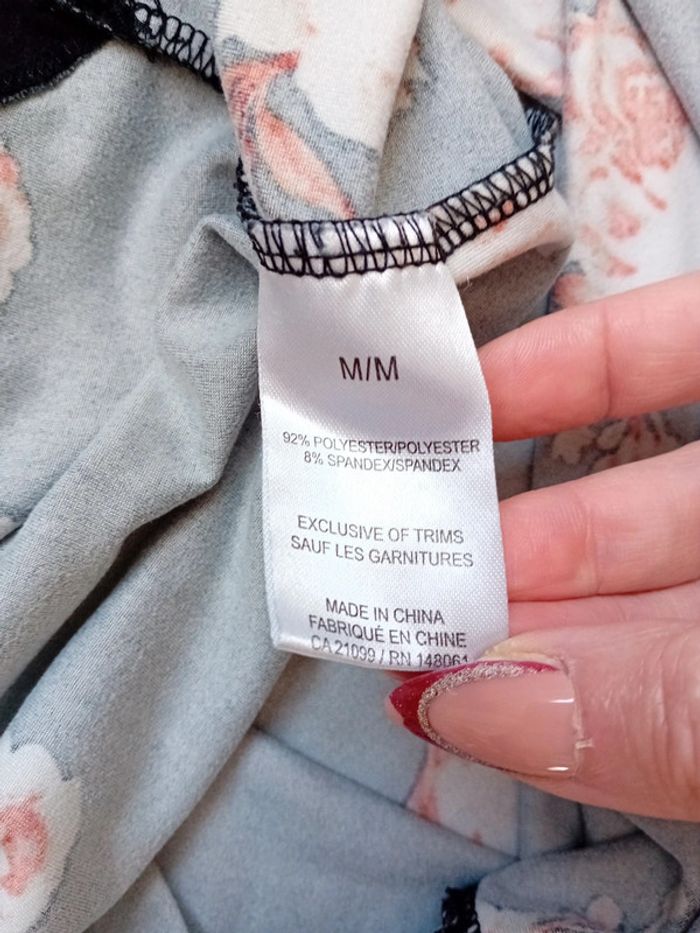 M/M
92% POLYESTER/POLYESTER
8% SPANDEX/SPANDEX
EXCLUSIVE OF TRIMS
SAUF LES GARNITURES
MADE IN CHINA
FABRIQUÉ EN CHINE
CA 21099 / RN 148061